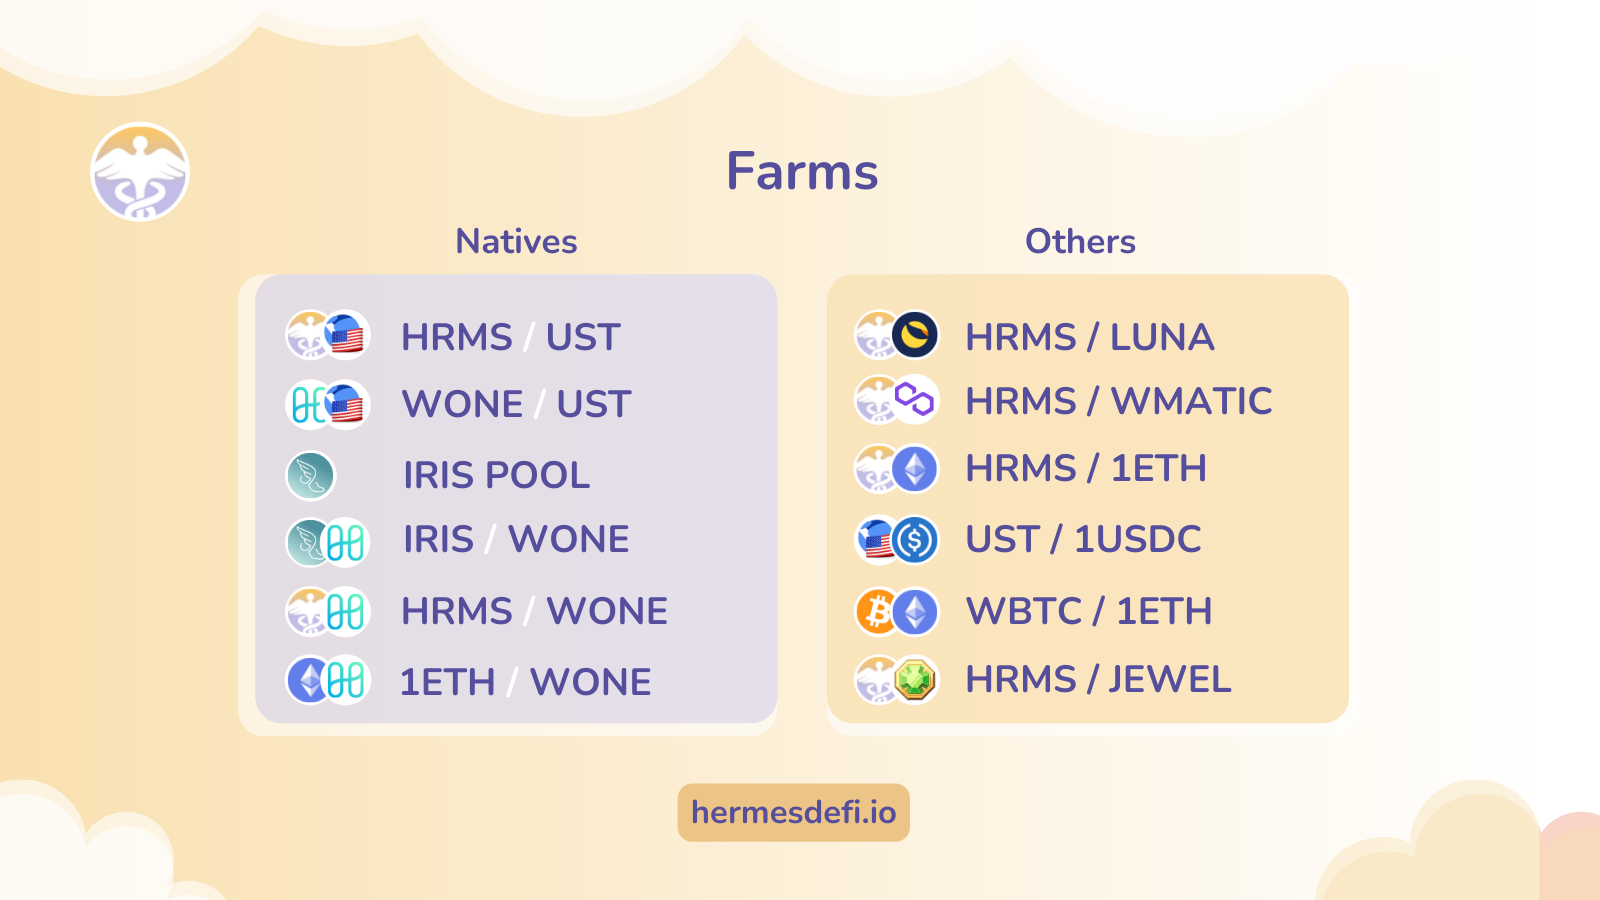 Farms
Natives
HRMS / UST
WONE / UST
IRIS POOL
IRIS / WONE
HRMS / WONE
1ETH / WONE
Others
HRMS / LUNA
HRMS / WMATIC
HRMS / 1ETH
UST / 1USDC
WBTC / 1ETH
HRMS / JEWEL
hermesdefi.io